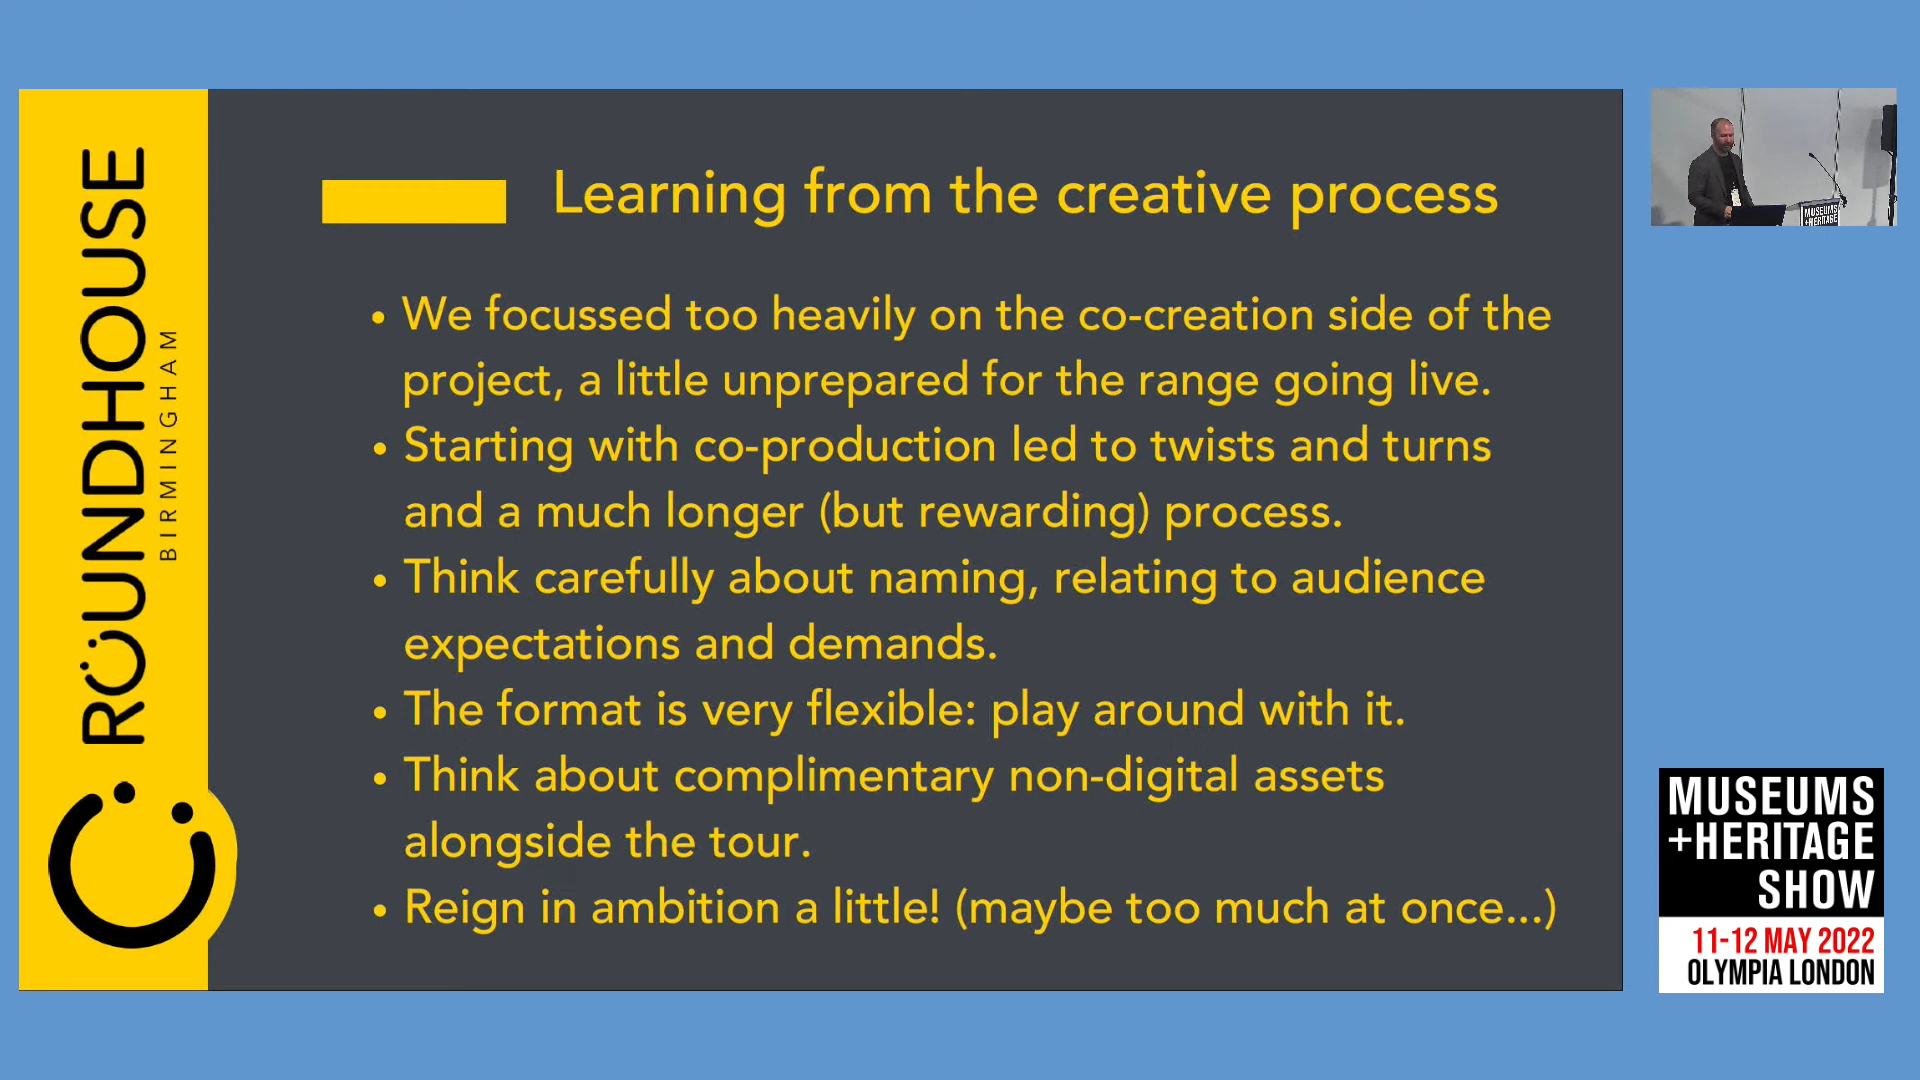 ROUNDHOUSE
BIRMINGHAM
Learning from the creative process
• We focussed too heavily on the co-creation side of the
project, a little unprepared for the range going live.
• Starting with co-production led to twists and turns
and a much longer (but rewarding) process.
• Think carefully about naming, relating to audience
expectations and demands.
• The format is very flexible: play around with it.
• Think about complimentary non-digital assets
alongside the tour.
• Reign in ambition a little! (maybe too much at once...)
MUSEUMS
+HERITAGE
MUSEUMS
+HERITAGE
SHOW
11-12 MAY 2022
OLYMPIA LONDON